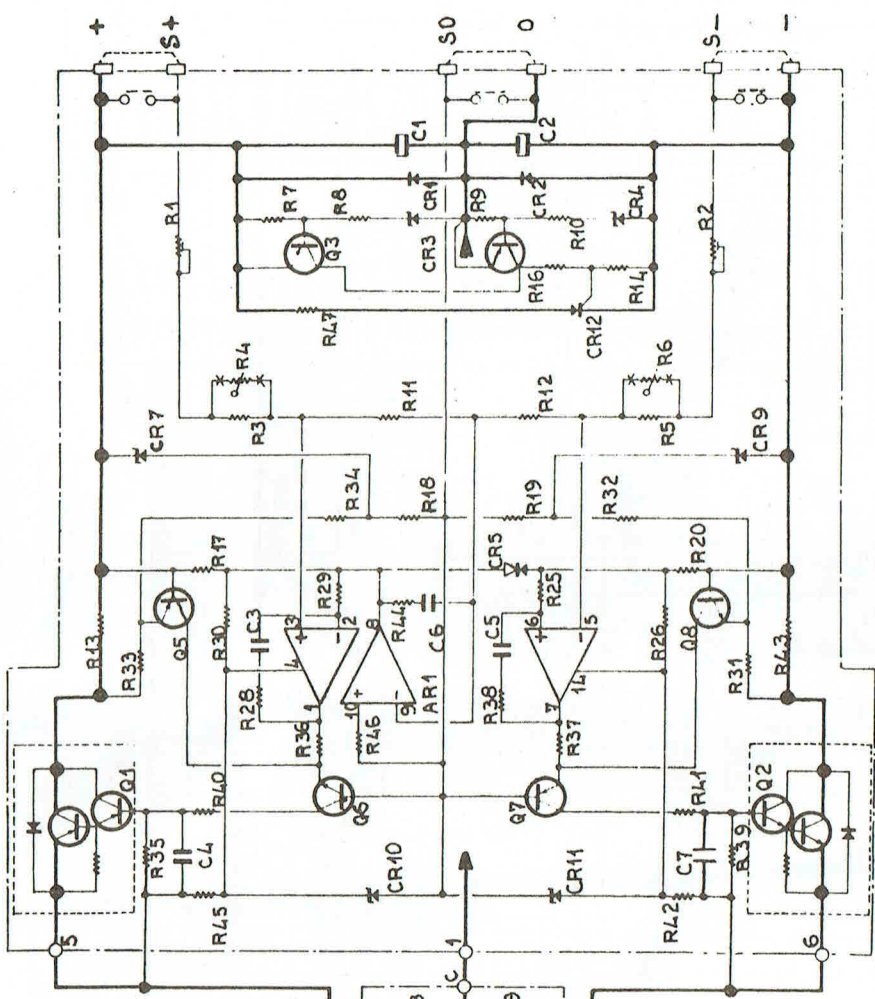 +
S+
S0
0
S-
-
C1
C2
R1
R7
R8
CR1
R9
CR2
CR4
R2
Q3
CR3
R10
R16
R14
R47
CR12
R4
R6
R3
R11
R12
R5
CR7
CR9
R34
R18
R19
R32
R17
CR5
R20
R13
R33
Q5
R30
C3
R29
R44
C6
C5
R25
R26
Q8
R31
R43
3
2
4
1
8
10
9
+
-
+
-
6
5
14
7
+
-
R28
R36
R46
AR1
R38
R37
Q1
R40
Q6
Q7
R41
Q2
R35
C4
C7
R39
R45
CR10
CR11
R42
5
1
C
6